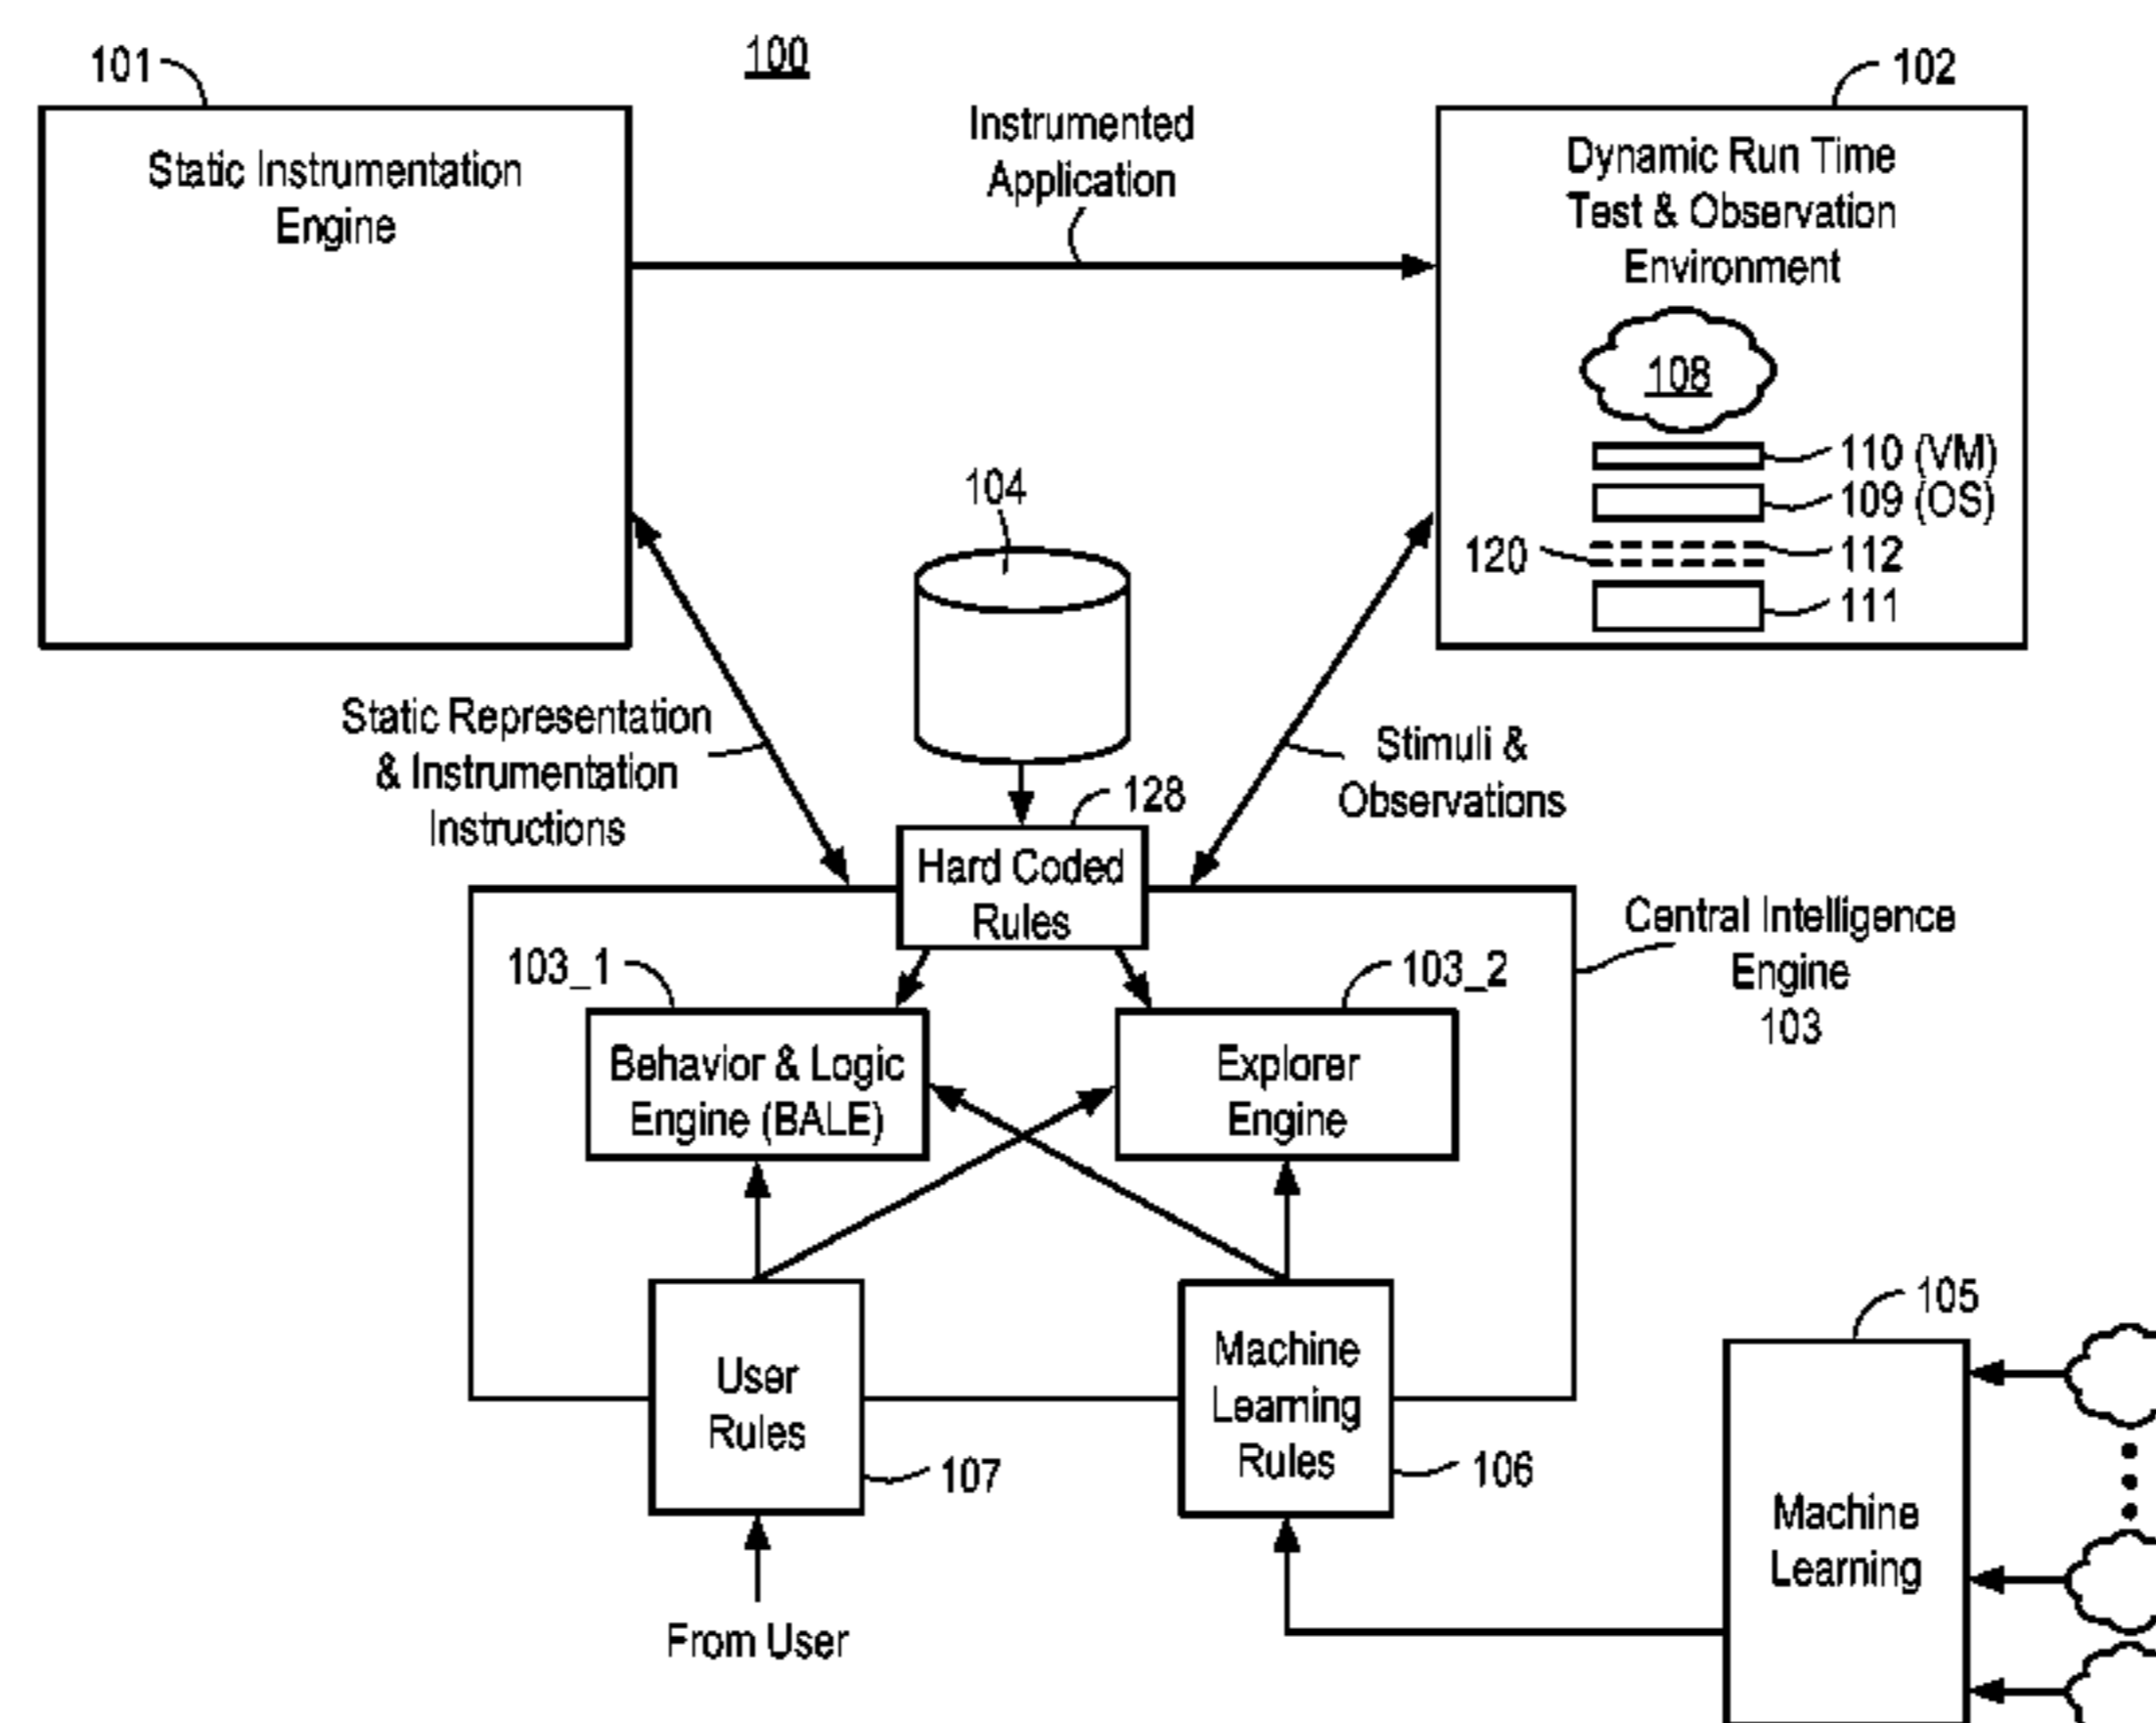 100
101
Static Instrumentation
Engine
Instrumented
Application
102
Dynamic Run Time
Test & Observation
Environment
108
110 (VM)
109 (OS)
120
112
111
104
Static Representation
& Instrumentation
Instructions
Stimuli &
Observations
128
Hard Coded
Rules
Central Intelligence
Engine
103
103_1
Behavior & Logic
Engine (BALE)
103_2
Explorer
Engine
User
Rules
107
Machine
Learning
Rules
106
105
Machine
Learning
From User